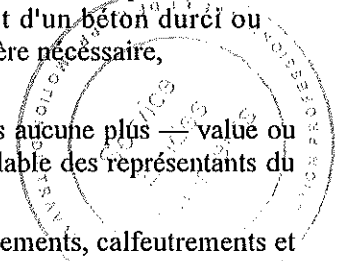 t d'un béton durci ou
ère nécessaire,
s aucune plus — value ou
lable des représentants du
ements, calfeutrements et